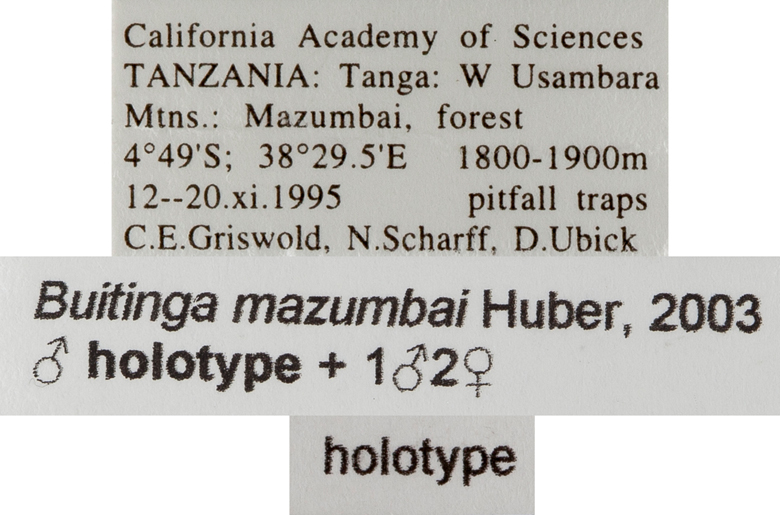 California Academy of Sciences
TANZANIA: Tanga: W Usambara
Mtns.: Mazumbai, forest
4°49'S; 38°29.5'E 1800-1900m
12--20.xi.1995 pitfall traps
C.E.Griswold, N.Scharff, D.Ubick
Buitinga mazumbai Huber, 2003
♂ holotype + 1♂2♀
holotype